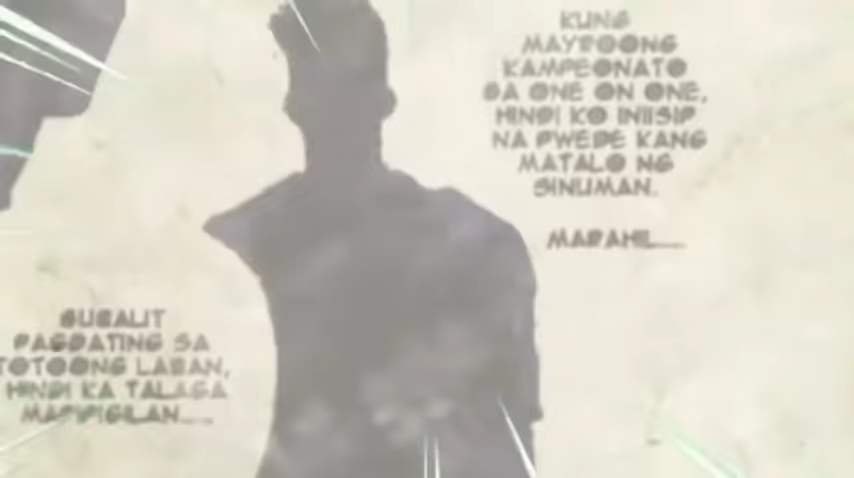 KUNG
MAYROONG
KAMPEONATO
SA ONE ON ONE,
HINDI KO INIISIP
NA PWEDE KANG
MATALO NG
SINUMAN.
MARAHIL.....
SUBALIT
PAGDATING SA
TOTOONG LABAN,
HINDI KA TALAGA
MAPIPIGILAN.....